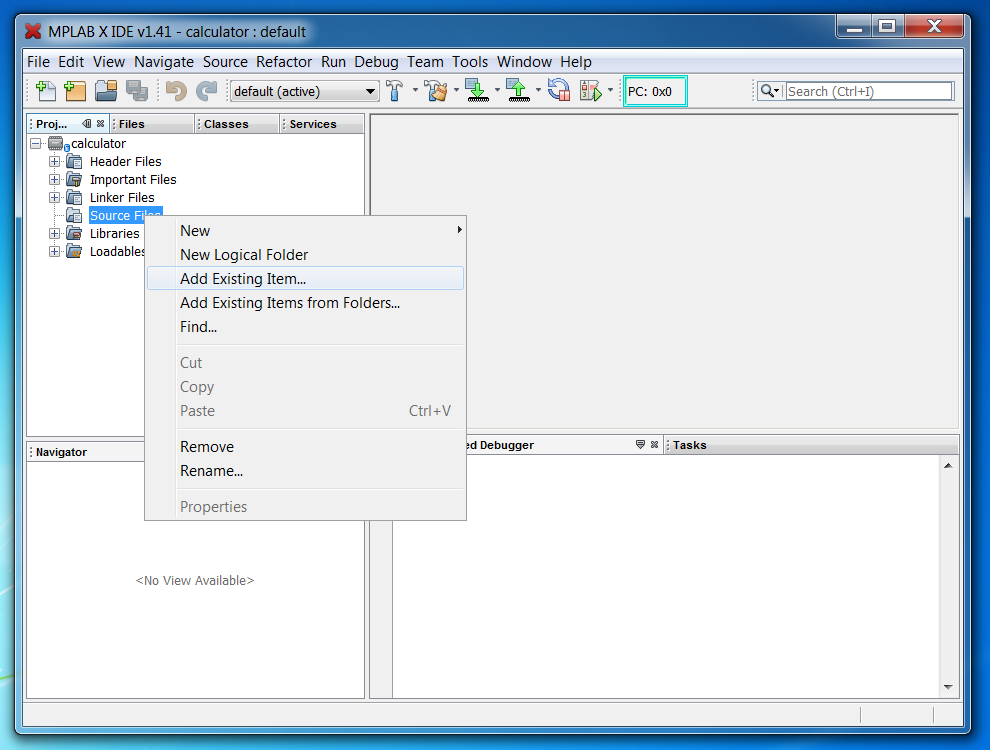 MPLAB X IDE v1.41 - calculator : default
File Edit View Navigate Source Refactor Run Debug Team Tools Window Help
default (active)
PC: 0x0
Search (Ctrl+I)
Proj... Files Classes Services
calculator
Header Files
Important Files
Linker Files
Source Files
Libraries
Loadables
New
New Logical Folder
Add Existing Item...
Add Existing Items from Folders...
Find...
Cut
Copy
Paste Ctrl+V
Remove
Rename...
Properties
Navigator
<No View Available>
ed Debugger
Tasks